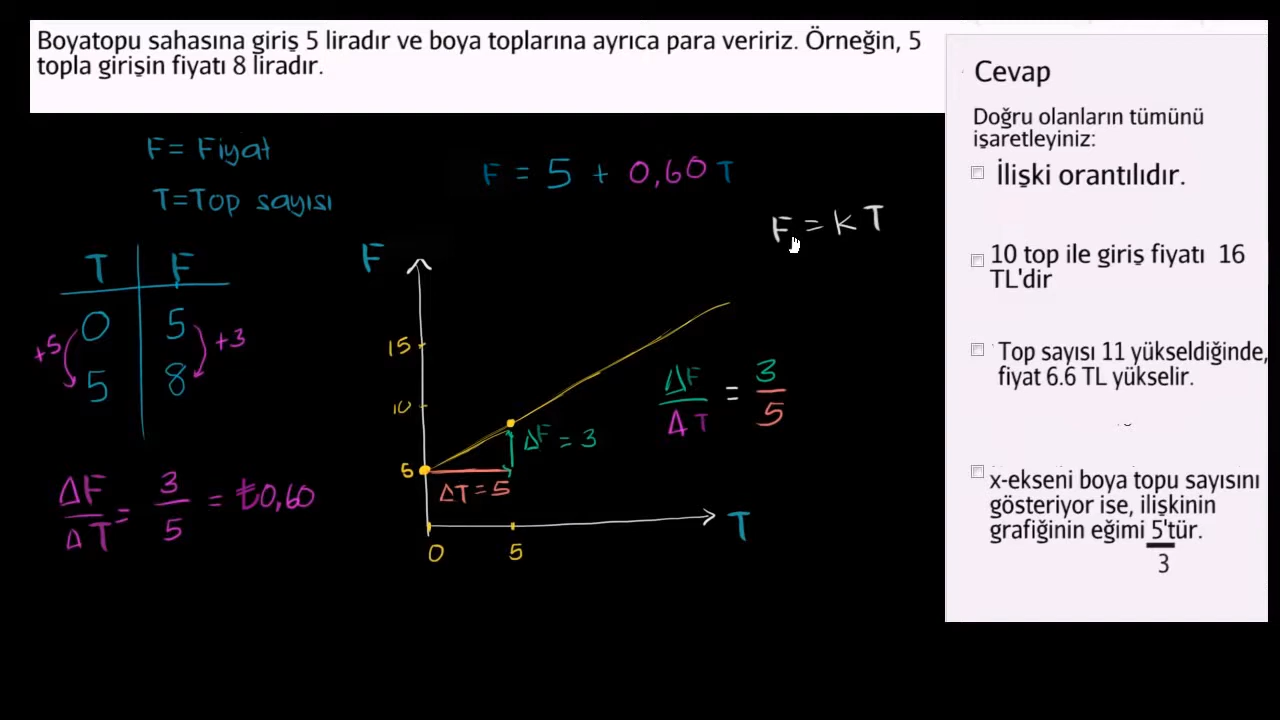 Boyatopu sahasına giriş 5 liradır ve boya toplarına ayrıca para veririz. Örneğin, 5
topla girişin fiyatı 8 liradır.
F = Fiyat
T=Top sayısı
F = 5 + 0,60 T
F = k T
T F
0 5
5 8
+5
+3
ΔF/ΔT = 3/5 = ₺0,60
F
15
10
5
0
5
T
ΔF = 3
ΔT = 5
ΔF/ΔT = 3/5
Cevap
Doğru olanların tümünü
işaretleyiniz:
İlişki orantılıdır.
10 top ile giriş fiyatı 16
TL'dir
Top sayısı 11 yükseldiğinde,
fiyat 6.6 TL yükselir.
x-ekseni boya topu sayısını
gösteriyor ise, ilişkinin
grafiğinin eğimi 5'tür.
3